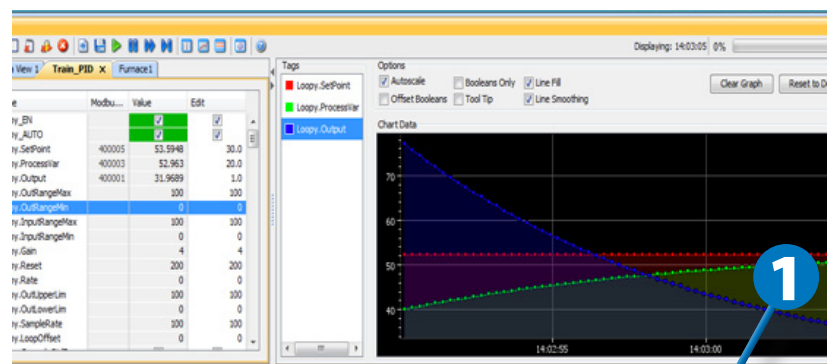 Displaying: 14:03:05 0%
View 1 Train_PID X Furnace1
Modbu... Value Edit
_EN
_AUTO
.SetPoint 400005 53.5948 30.0
.ProcessVar 400003 52.963 20.0
.Output 400001 31.9689 1.0
.OutRangeMax 100 100
.OutRangeMin 0 0
.InputRangeMax 100 100
.InputRangeMin 0 0
.Gain 4 4
.Reset 200 200
.Rate 0 0
.OutUpperLim 100 100
.OutLowerLim 0 0
.SampleRate 100 100
.LoopOffset 0 0
Tags
Loopy.SetPoint
Loopy.ProcessVar
Loopy.Output
Options
Autoscale Booleans Only Line Fill
Offset Booleans Tool Tip Line Smoothing
Clear Graph Reset to De
Chart Data
70
60
50
40
14:02:55 14:03:00
1